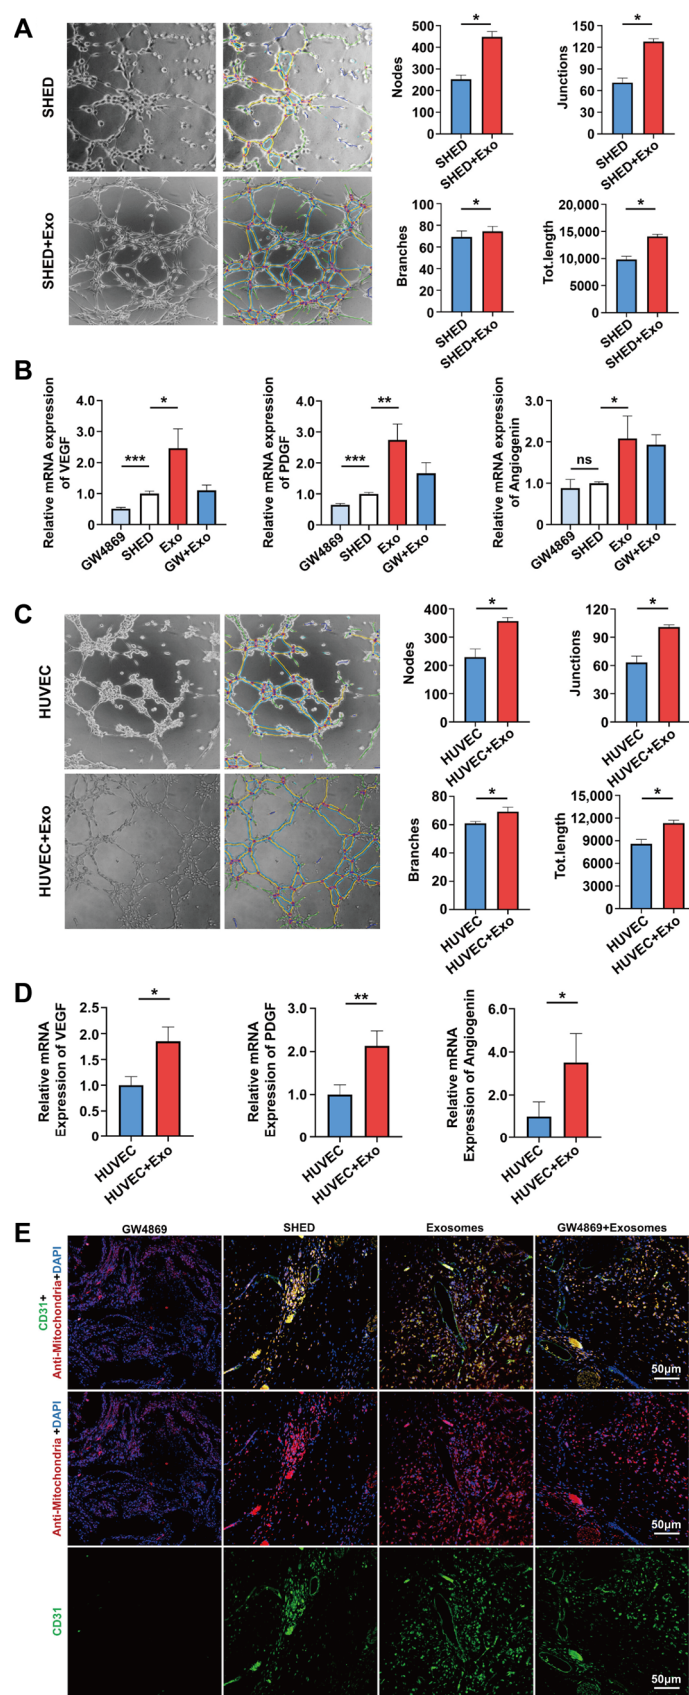 A
SHED
SHED+Exo
Nodes
500
400
300
200
100
0
*
SHED
SHED+Exo
Junctions
150
120
90
60
30
0
*
SHED
SHED+Exo
Branches
100
80
60
40
20
0
*
SHED
SHED+Exo
Tot.length
20,000
15,000
10,000
5,000
0
*
SHED
SHED+Exo
B
Relative mRNA expression
of VEGF
4.0
3.0
2.0
1.0
0
***
*
GW4869
SHED
Exo
GW+Exo
Relative mRNA expression
of PDGF
4.0
3.0
2.0
1.0
0
***
**
GW4869
SHED
Exo
GW+Exo
Relative mRNA expression
of Angiogenin
3.0
2.0
1.0
0
ns
*
GW4869
SHED
Exo
GW+Exo
C
HUVEC
HUVEC+Exo
Nodes
400
300
200
100
0
*
HUVEC
HUVEC+Exo
Junctions
120
90
60
30
0
*
HUVEC
HUVEC+Exo
Branches
80
60
40
20
0
*
HUVEC
HUVEC+Exo
Tot.length
15,000
12,000
9000
6000
3000
0
*
HUVEC
HUVEC+Exo
D
Relative mRNA
Expression of VEGF
2.5
2.0
1.5
1.0
0.5
0
*
HUVEC
HUVEC+Exo
Relative mRNA
Expression of PDGF
3.0
2.0
1.0
0
**
HUVEC
HUVEC+Exo
Relative mRNA
Expression of Angiogenin
6.0
4.0
2.0
0
*
HUVEC
HUVEC+Exo
E
GW4869
SHED
Exosomes
GW4869+Exosomes
CD31+
Anti-Mitochondria+DAPI
50μm
Anti-Mitochondria +DAPI
50μm
CD31
50μm